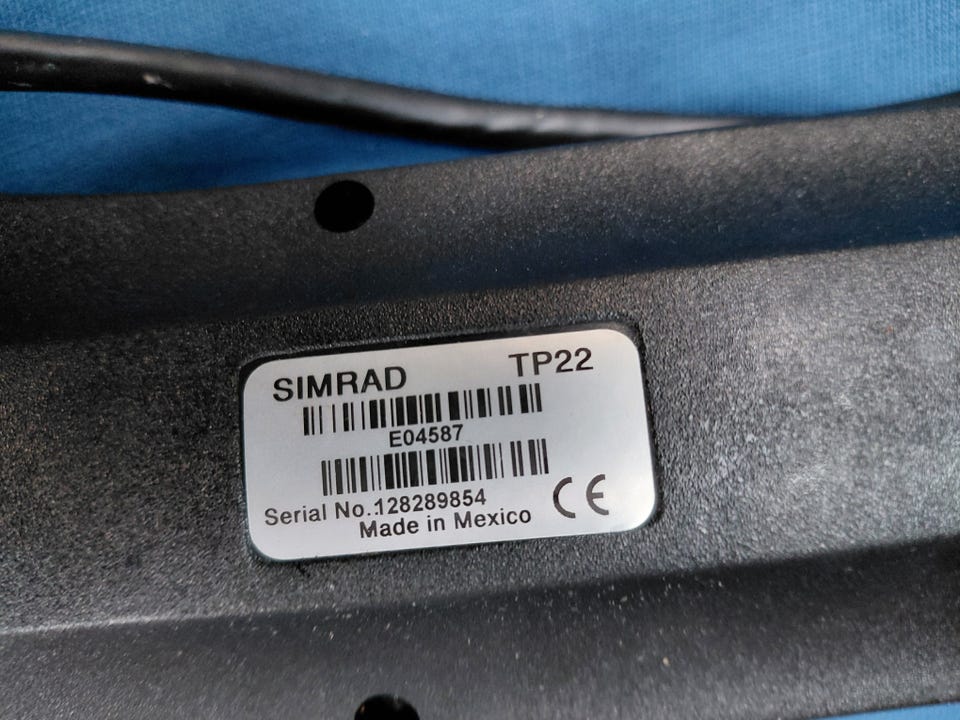 SIMRAD TP22
E04587
Serial No.128289854
Made in Mexico
CE